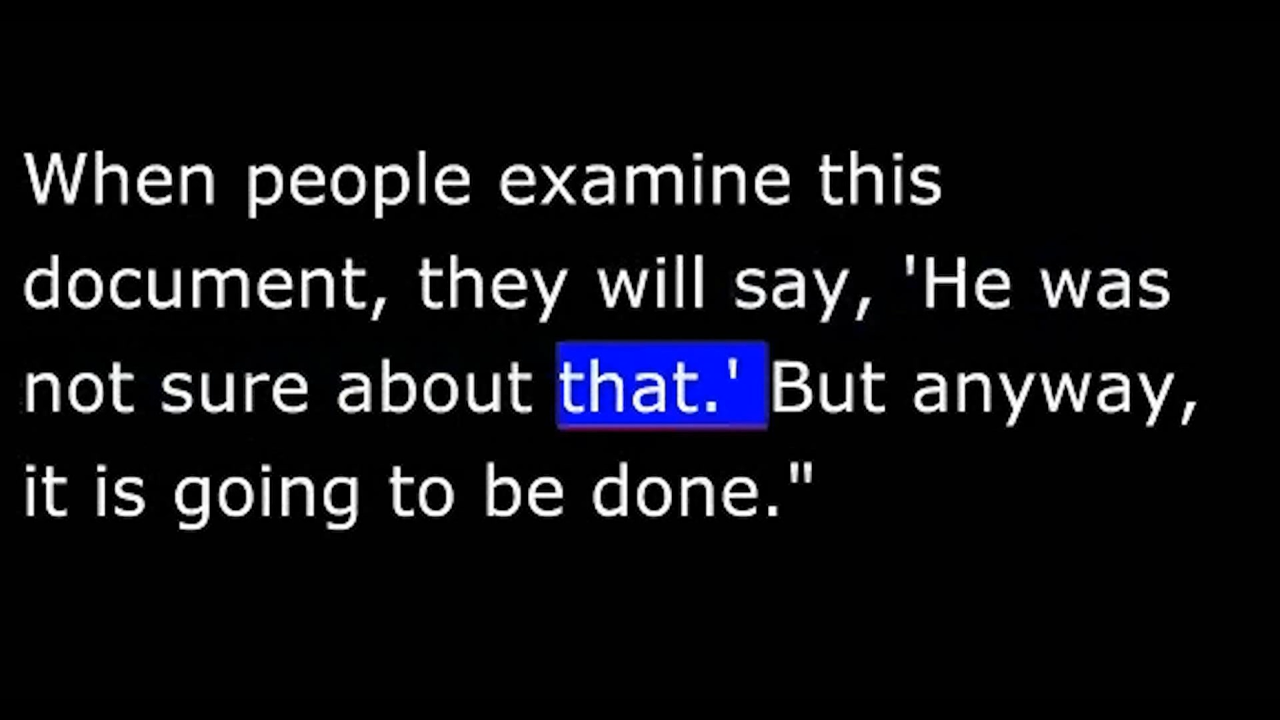 When people examine this
document, they will say, 'He was
not sure about that.' But anyway,
it is going to be done."